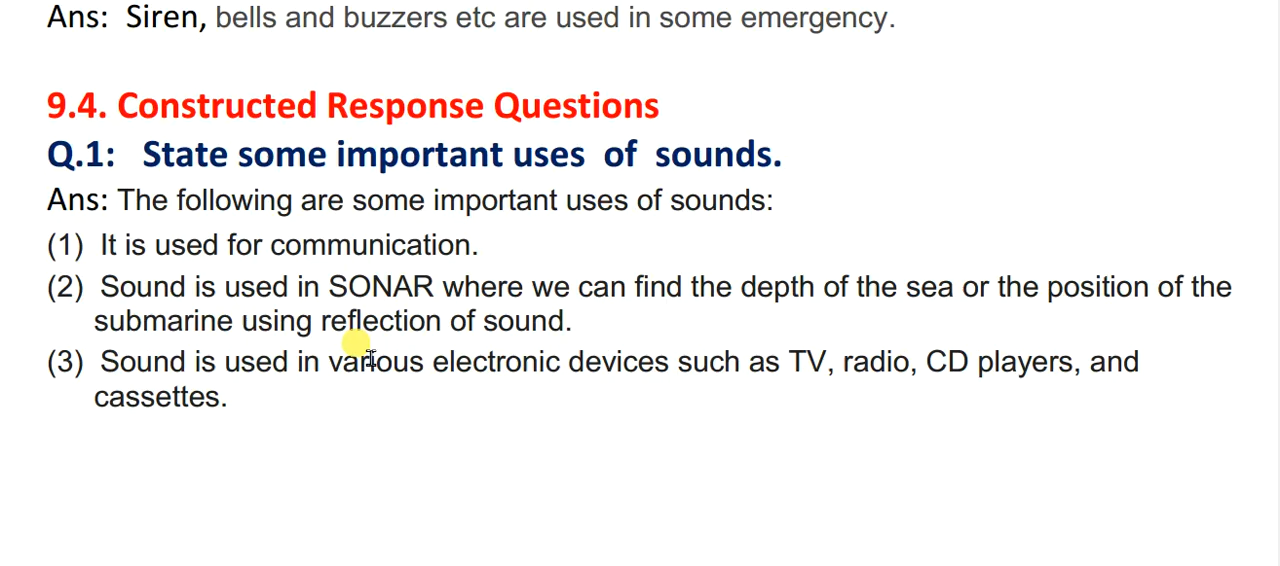 Ans: Siren, bells and buzzers etc are used in some emergency.
9.4. Constructed Response Questions
Q.1: State some important uses of sounds.
Ans: The following are some important uses of sounds:
(1) It is used for communication.
(2) Sound is used in SONAR where we can find the depth of the sea or the position of the
submarine using reflection of sound.
(3) Sound is used in various electronic devices such as TV, radio, CD players, and
cassettes.